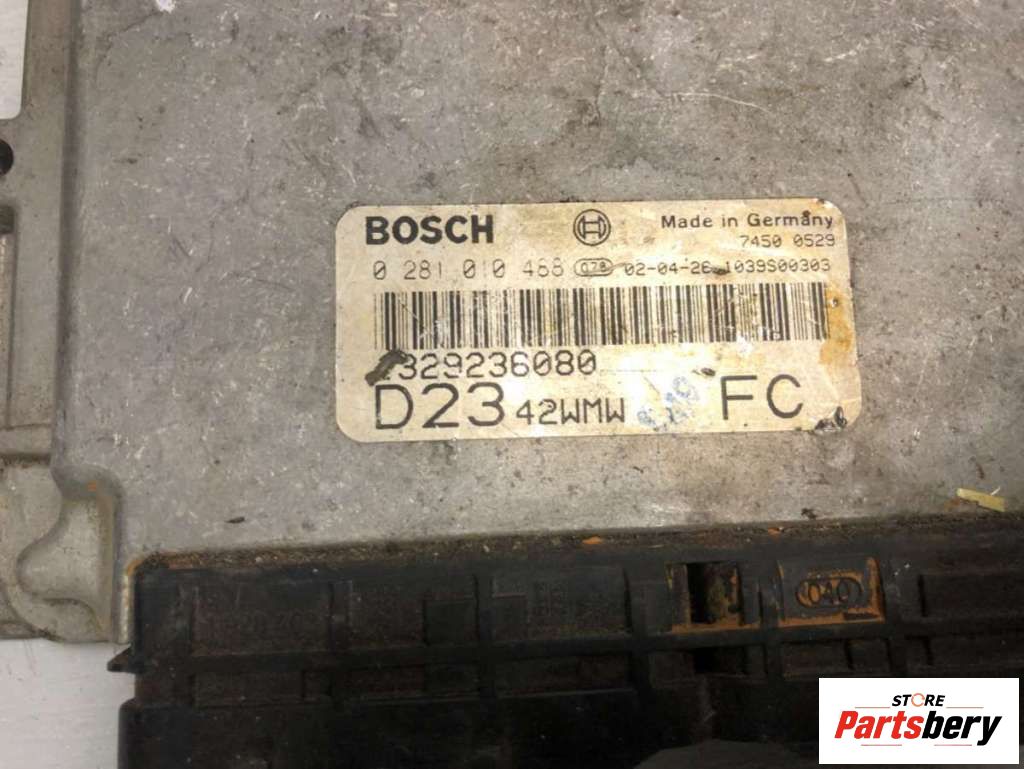 BOSCH Made in Germany
7450 0529
0 281 010 468 078 02-04-26 1039S00303
329236080
D23 42WMW FC
040
STORE
Partsbery